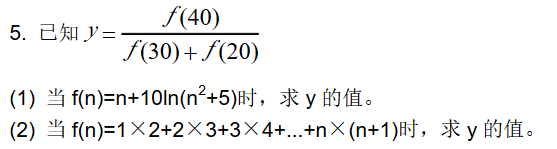 5. 已知 y = f(40) / (f(30) + f(20))
(1) 当 f(n)=n+10ln(n²+5)时，求 y 的值。
(2) 当 f(n)=1×2+2×3+3×4+...+n×(n+1)时，求 y 的值。